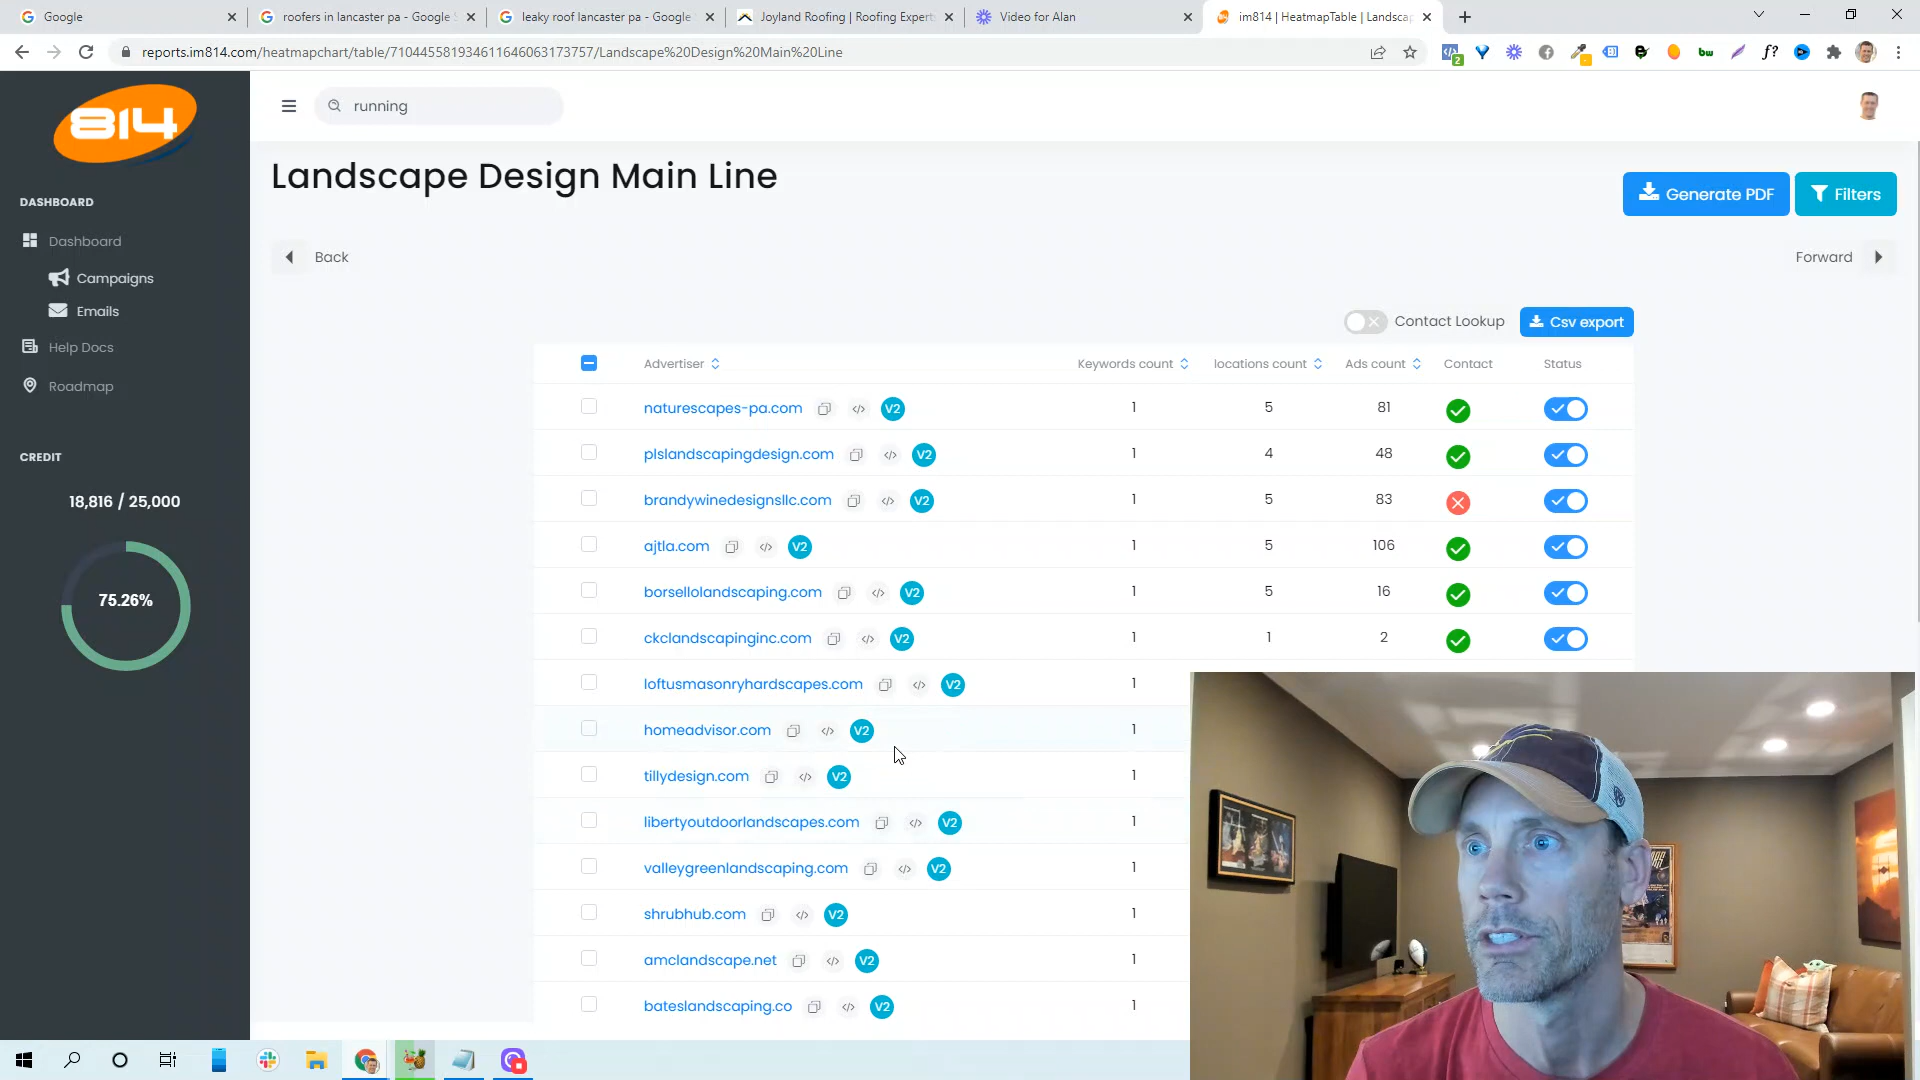 Google
roofers in lancaster pa - Google S
leaky roof lancaster pa - Google
Joyland Roofing | Roofing Expert
Video for Alan
im814 | HeatmapTable | Landscap
reports.im814.com/heatmapchart/table/710445581934611646063173757/Landscape%20Design%20Main%20Line
2
bw
f?
814
running
Landscape Design Main Line
Generate PDF
Filters
DASHBOARD
Dashboard
Campaigns
Emails
Help Docs
Roadmap
CREDIT
18,816 / 25,000
75.26%
Back
Forward
Contact Lookup
Csv export
Advertiser Keywords count locations count Ads count Contact Status
naturescapes-pa.com </> V2 1 5 81
plslandscapingdesign.com </> V2 1 4 48
brandywinedesignsllc.com </> V2 1 5 83
ajtla.com </> V2 1 5 106
borsellolandscaping.com </> V2 1 5 16
ckclandscapinginc.com </> V2 1 1 2
loftusmasonryhardscapes.com </> V2 1
homeadvisor.com </> V2 1
tillydesign.com </> V2 1
libertyoutdoorlandscapes.com </> V2 1
valleygreenlandscaping.com </> V2 1
shrubhub.com </> V2 1
amclandscape.net </> V2 1
bateslandscaping.co </> V2 1